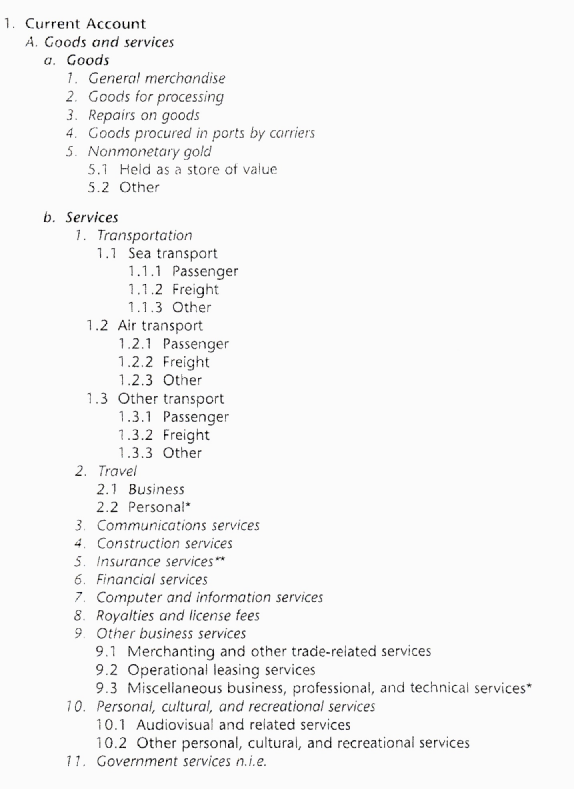 1. Current Account
A. Goods and services
a. Goods
1. General merchandise
2. Goods for processing
3. Repairs on goods
4. Goods procured in ports by carriers
5. Nonmonetary gold
5.1 Held as a store of value
5.2 Other
b. Services
1. Transportation
1.1 Sea transport
1.1.1 Passenger
1.1.2 Freight
1.1.3 Other
1.2 Air transport
1.2.1 Passenger
1.2.2 Freight
1.2.3 Other
1.3 Other transport
1.3.1 Passenger
1.3.2 Freight
1.3.3 Other
2. Travel
2.1 Business
2.2 Personal*
3. Communications services
4. Construction services
5. Insurance services**
6. Financial services
7. Computer and information services
8. Royalties and license fees
9. Other business services
9.1 Merchanting and other trade-related services
9.2 Operational leasing services
9.3 Miscellaneous business, professional, and technical services*
10. Personal, cultural, and recreational services
10.1 Audiovisual and related services
10.2 Other personal, cultural, and recreational services
11. Government services n.i.e.